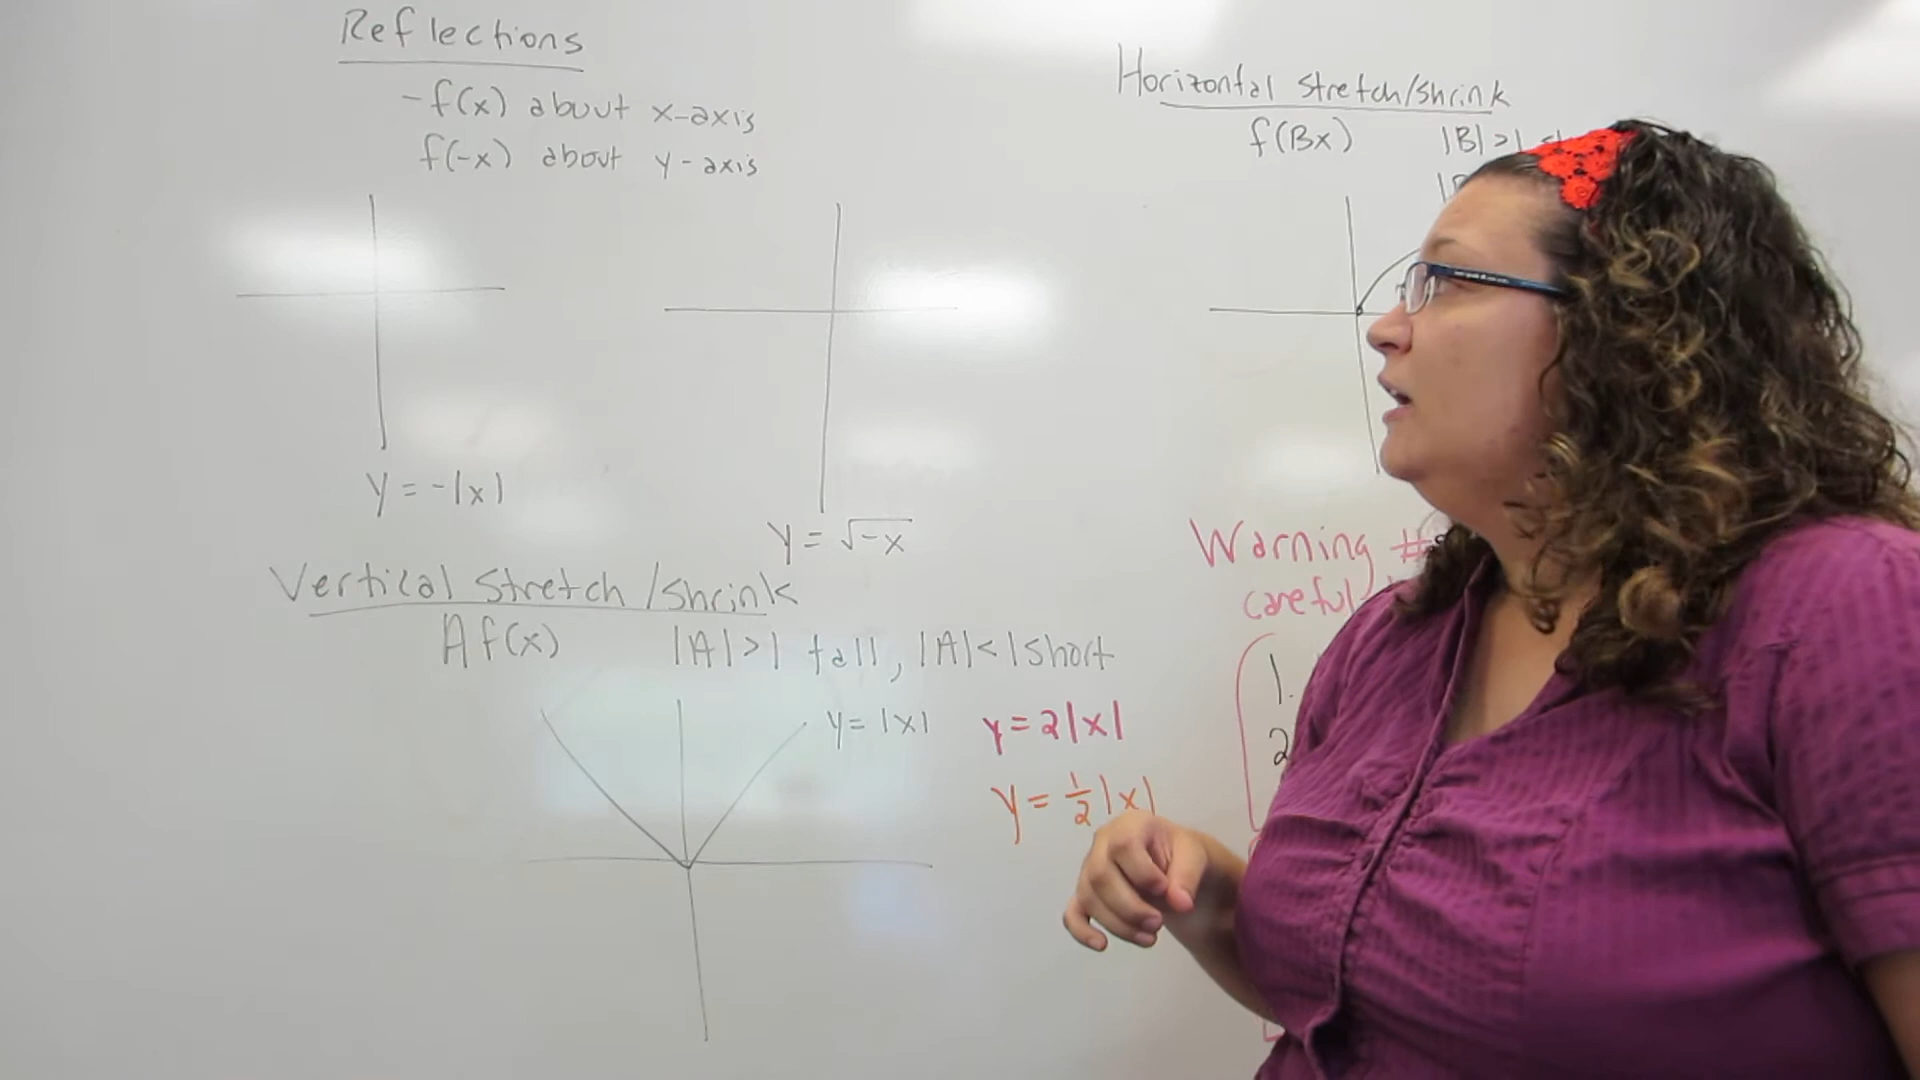 Reflections
-f(x) about x-axis
f(-x) about y-axis
y = -|x|
y = √-x
Vertical Stretch/Shrink
Af(x) |A|>1 tall, |A|<1 short
y = |x|
y = 2|x|
y = 1/2|x|
Horizontal Stretch/Shrink
f(Bx) |B|>1
Warning #
careful
1.
2